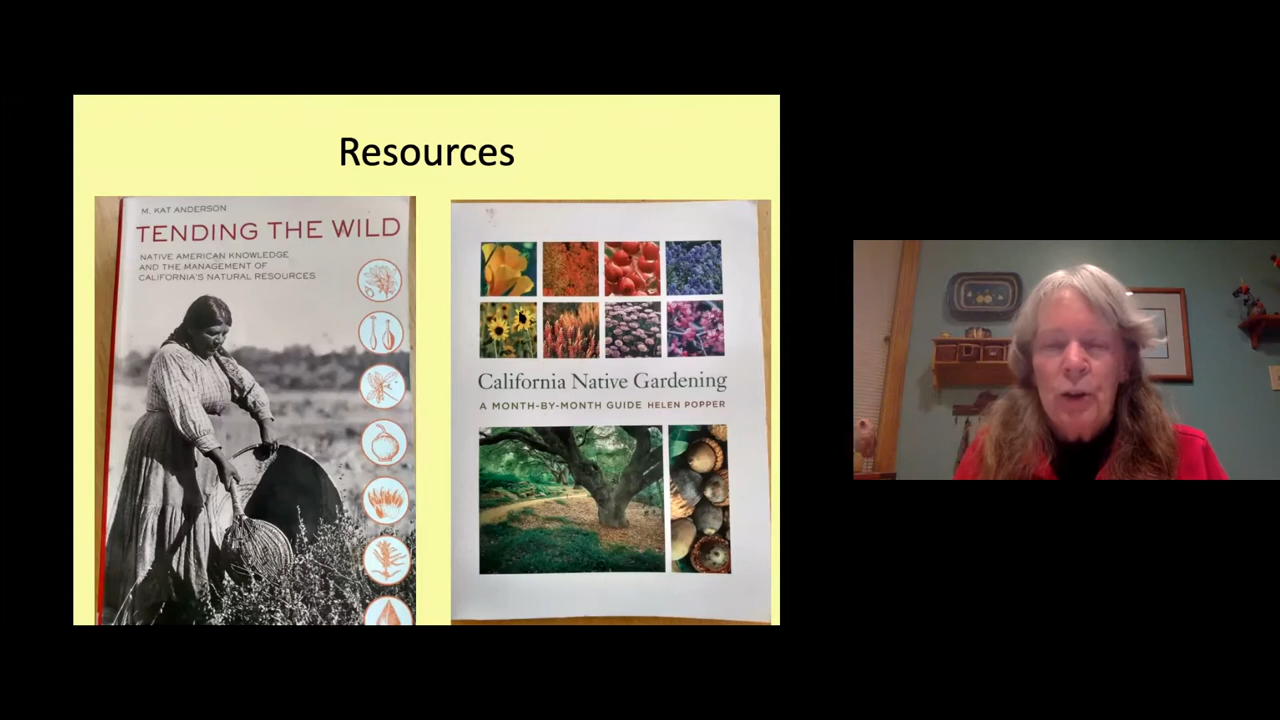 Resources
M. KAT ANDERSON
TENDING THE WILD
NATIVE AMERICAN KNOWLEDGE
AND THE MANAGEMENT OF
CALIFORNIA'S NATURAL RESOURCES
California Native Gardening
A MONTH-BY-MONTH GUIDE HELEN POPPER